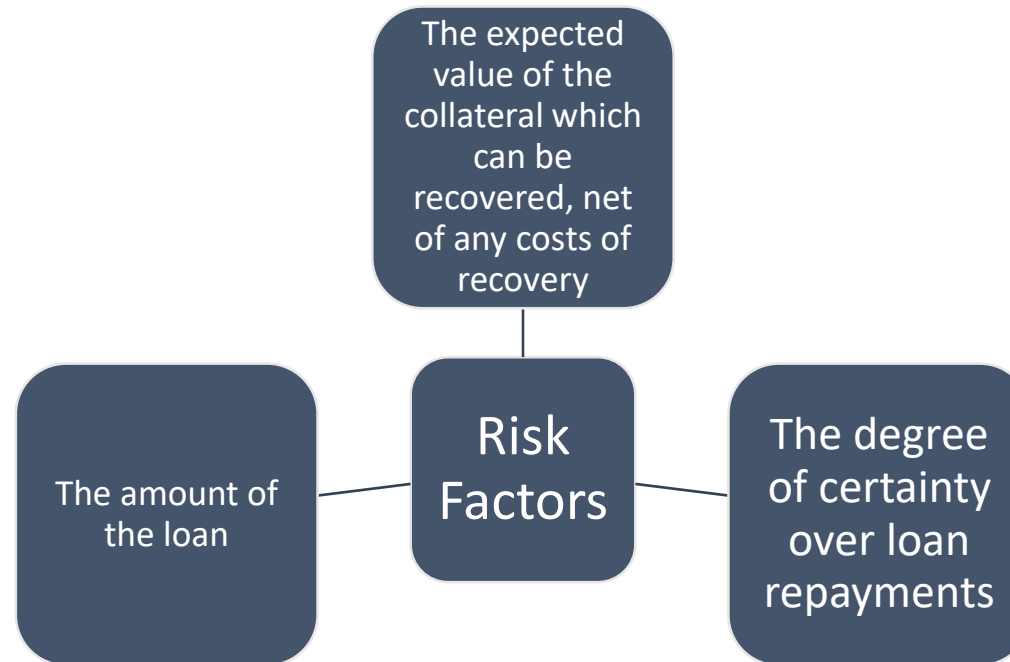 The expected
value of the
collateral which
can be
recovered, net
of any costs of
recovery
Risk
Factors
The amount of
the loan
The degree
of certainty
over loan
repayments